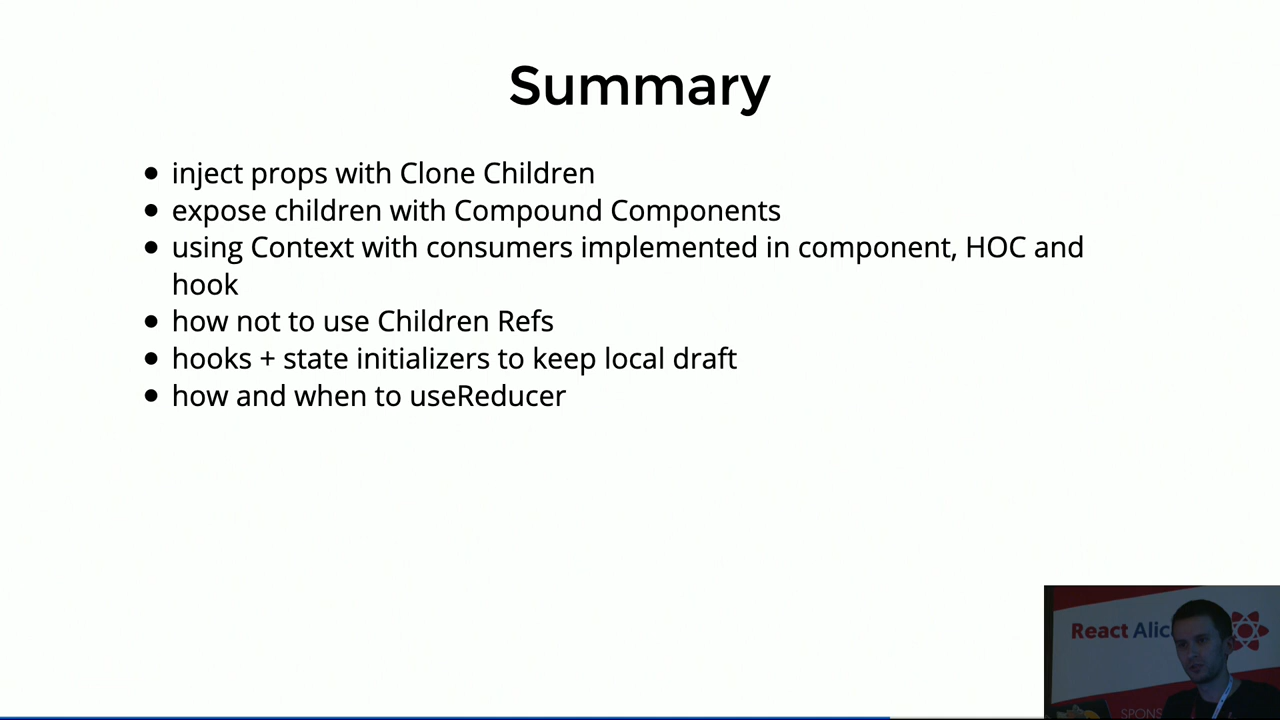 Summary
• inject props with Clone Children
• expose children with Compound Components
• using Context with consumers implemented in component, HOC and
hook
• how not to use Children Refs
• hooks + state initializers to keep local draft
• how and when to useReducer
React Alic
SPONS